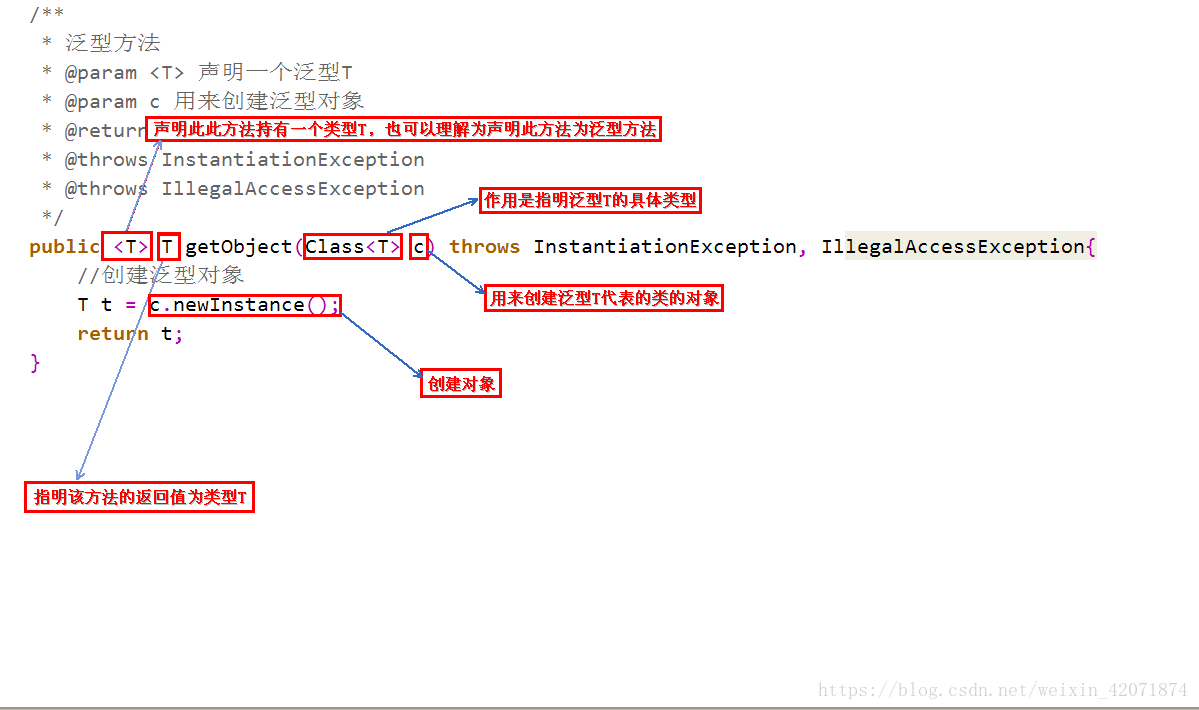 /**
* 泛型方法
* @param <T> 声明一个泛型T
* @param c 用来创建泛型对象
* @return 声明此此方法持有一个类型T，也可以理解为声明此方法为泛型方法
* @throws InstantiationException
* @throws IllegalAccessException
*/
作用是指明泛型T的具体类型
public <T> T getObject(Class<T> c) throws InstantiationException, IllegalAccessException{
//创建泛型对象
用来创建泛型T代表的类的对象
T t = c.newInstance();
return t;
}
创建对象
指明该方法的返回值为类型T
https://blog.csdn.net/weixin_42071874